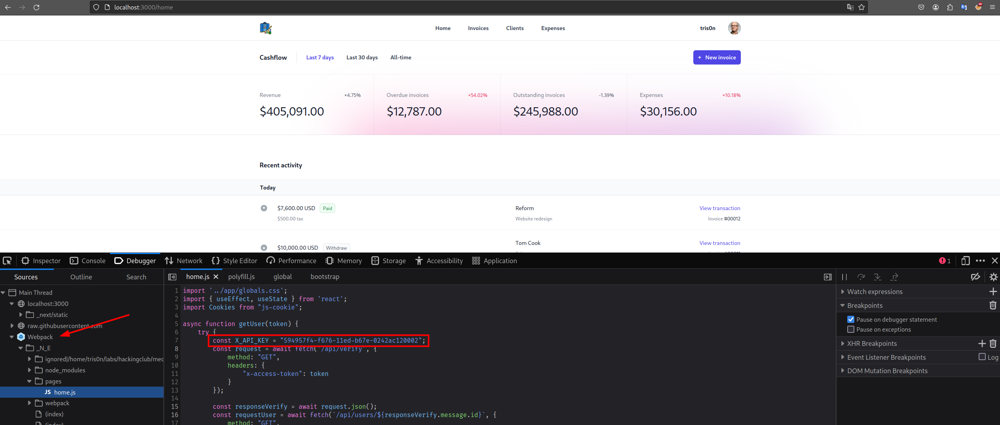 localhost:3000/home
Home Invoices Clients Expenses tris0n
Cashflow Last 7 days Last 30 days All-time + New invoice
Revenue +4.75% Overdue invoices +54.02% Outstanding invoices -1.39% Expenses +10.18%
$405,091.00 $12,787.00 $245,988.00 $30,156.00
Recent activity
Today
$7,600.00 USD Paid Reform View transaction
$500.00 tax Website redesign Invoice #00012
Tom Cook View transaction
$10,000.00 USD Withdraw
Inspector Console Debugger Network Style Editor Performance Memory Storage Accessibility Application 1
Sources Outline Search home.js polyfill.js global bootstrap
Main Thread
localhost:3000
_next/static
raw.githubusercontent.com
Webpack
_N_E
ignored|/home/tris0n/labs/hackingclub/mec
node_modules
pages
JS home.js
webpack
(index)
(index)
1 import '../app/globals.css';
2 import { useEffect, useState } from 'react';
3 import Cookies from "js-cookie";
4
5 async function getUser(token) {
6 try {
7 const X_API_KEY = "594957f4-f676-11ed-b67e-0242ac120002";
8 const request = await fetch('/api/verify', {
9 method: "GET",
10 headers: {
11 "x-access-token": token
12 }
13 });
14
15 const responseVerify = await request.json();
16 const requestUser = await fetch(`/api/users/${responseVerify.message.id}`, {
17 method: "GET",
Watch expressions
Breakpoints
Pause on debugger statement
Pause on exceptions
XHR Breakpoints
Event Listener Breakpoints Log
DOM Mutation Breakpoints